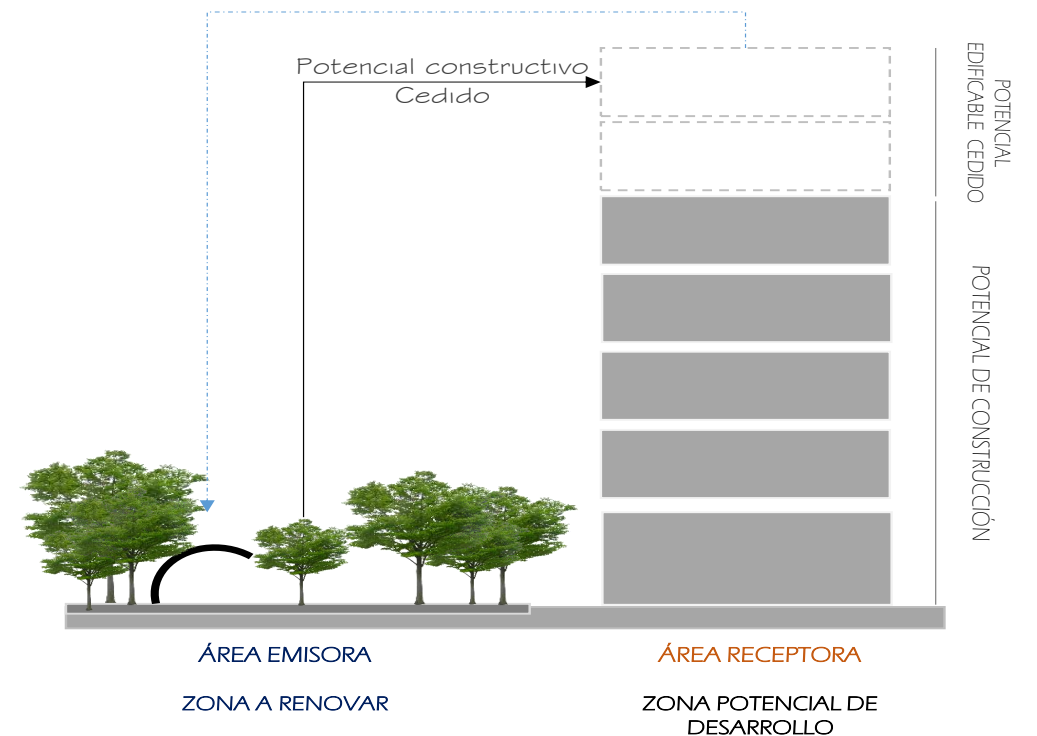 Potencial constructivo
Cedido
POTENCIAL
EDIFICABLE CEDIDO
POTENCIAL DE CONSTRUCCIÓN
ÁREA EMISORA
ZONA A RENOVAR
ÁREA RECEPTORA
ZONA POTENCIAL DE
DESARROLLO